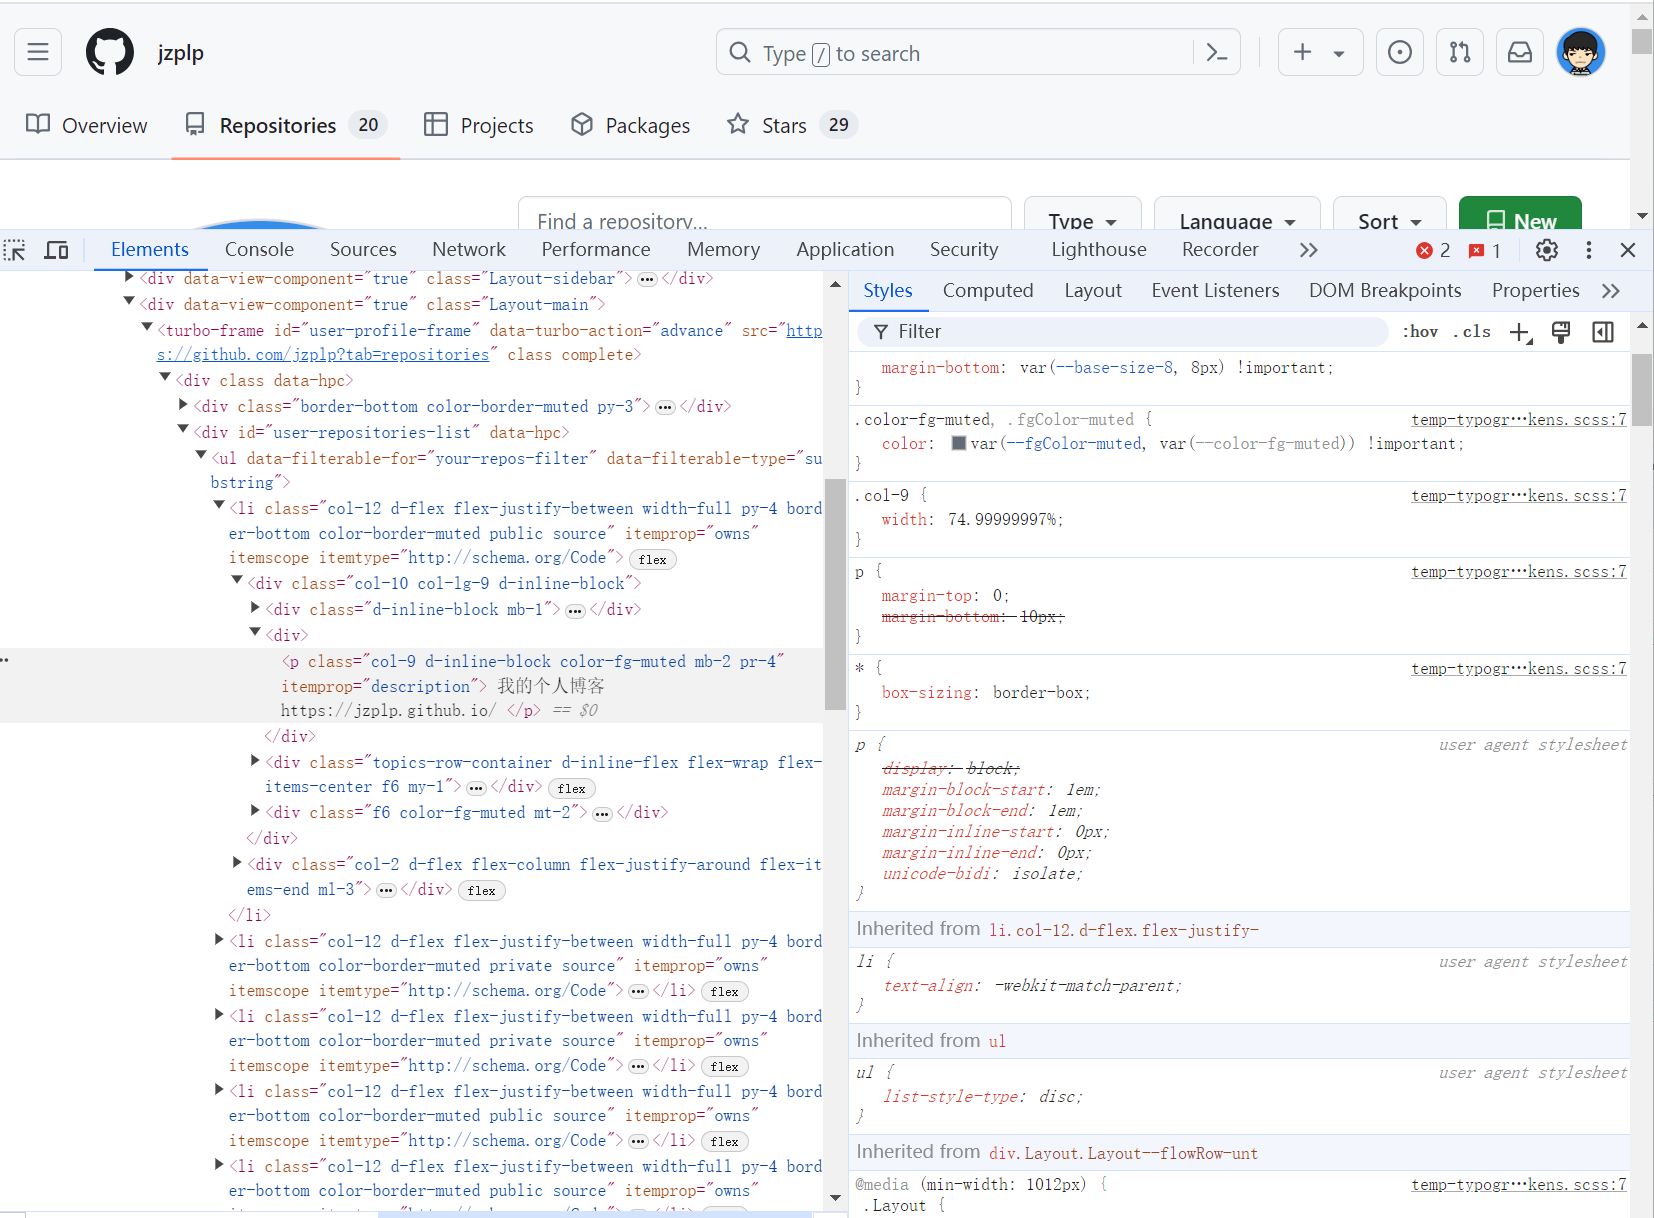 jzplp
Type / to search
Overview
Repositories 20
Projects
Packages
Stars 29
Find a repository...
Type
Language
Sort
New
Elements Console Sources Network Performance Memory Application Security Lighthouse Recorder 2 1
<div data-view-component="true" class="Layout-sidebar"> ••• </div>
<div data-view-component="true" class="Layout-main">
<turbo-frame id="user-profile-frame" data-turbo-action="advance" src="http
s://github.com/jzplp?tab=repositories" class complete>
<div class data-hpc>
<div class="border-bottom color-border-muted py-3"> ••• </div>
<div id="user-repositories-list" data-hpc>
<ul data-filterable-for="your-repos-filter" data-filterable-type="su
bstring">
<li class="col-12 d-flex flex-justify-between width-full py-4 bord
er-bottom color-border-muted public source" itemprop="owns"
itemscope itemtype="http://schema.org/Code"> flex
<div class="col-10 col-lg-9 d-inline-block">
<div class="d-inline-block mb-1"> ••• </div>
<div>
<p class="col-9 d-inline-block color-fg-muted mb-2 pr-4"
itemprop="description"> 我的个人博客
https://jzplp.github.io/ </p> == $0
</div>
<div class="topics-row-container d-inline-flex flex-wrap flex-
items-center f6 my-1"> ••• </div> flex
<div class="f6 color-fg-muted mt-2"> ••• </div>
</div>
<div class="col-2 d-flex flex-column flex-justify-around flex-it
ems-end ml-3"> ••• </div> flex
</li>
<li class="col-12 d-flex flex-justify-between width-full py-4 bord
er-bottom color-border-muted private source" itemprop="owns"
itemscope itemtype="http://schema.org/Code"> ••• </li> flex
<li class="col-12 d-flex flex-justify-between width-full py-4 bord
er-bottom color-border-muted private source" itemprop="owns"
itemscope itemtype="http://schema.org/Code"> ••• </li> flex
<li class="col-12 d-flex flex-justify-between width-full py-4 bord
er-bottom color-border-muted public source" itemprop="owns"
itemscope itemtype="http://schema.org/Code"> ••• </li> flex
<li class="col-12 d-flex flex-justify-between width-full py-4 bord
er-bottom color-border-muted public source" itemprop="owns"
Styles Computed Layout Event Listeners DOM Breakpoints Properties
Filter :hov .cls
margin-bottom: var(--base-size-8, 8px) !important;
}
.color-fg-muted, .fgColor-muted { temp-typogr···kens.scss:7
color: var(--fgColor-muted, var(--color-fg-muted)) !important;
}
.col-9 { temp-typogr···kens.scss:7
width: 74.99999997%;
}
p { temp-typogr···kens.scss:7
margin-top: 0;
margin-bottom: 10px;
}
* { temp-typogr···kens.scss:7
box-sizing: border-box;
}
p { user agent stylesheet
display: block;
margin-block-start: 1em;
margin-block-end: 1em;
margin-inline-start: 0px;
margin-inline-end: 0px;
unicode-bidi: isolate;
}
Inherited from li.col-12.d-flex.flex-justify-
li { user agent stylesheet
text-align: -webkit-match-parent;
}
Inherited from ul
ul { user agent stylesheet
list-style-type: disc;
}
Inherited from div.Layout.Layout--flowRow-unt
@media (min-width: 1012px) { temp-typogr···kens.scss:7
.Layout {